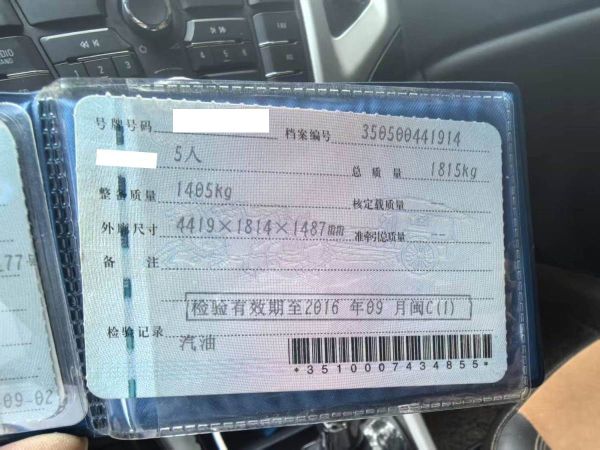 号牌号码
档案编号 350500441914
5人
总质量 1815kg
整备质量 1405kg
核定载质量
外廓尺寸 4419×1814×1487mm
准牵引总质量
备注
检验有效期至2016 年09 月闽C(1)
检验记录
汽油
*3510007434855*
09-02